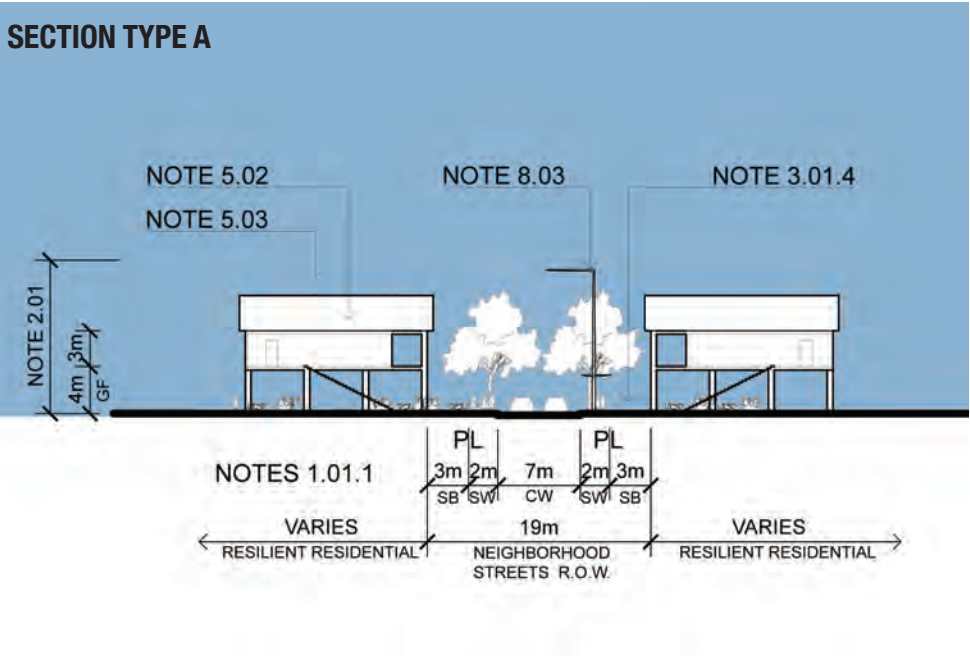 SECTION TYPE A
NOTE 5.02
NOTE 8.03
NOTE 3.01.4
NOTE 5.03
NOTE 2.01
3m
4m
GF
PL
PL
NOTES 1.01.1
3m 2m 7m 2m 3m
SB SW CW SW SB
VARIES
19m
VARIES
RESILIENT RESIDENTIAL
NEIGHBORHOOD
STREETS R.O.W.
RESILIENT RESIDENTIAL